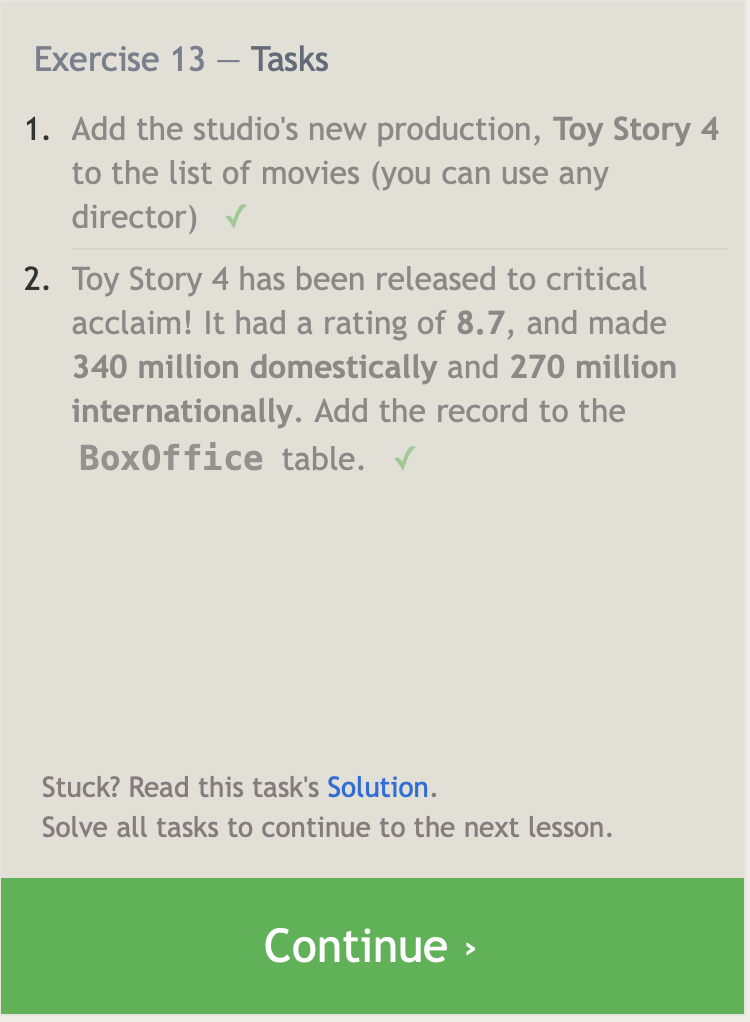 Exercise 13 — Tasks
1. Add the studio's new production, Toy Story 4
to the list of movies (you can use any
director) ✓
2. Toy Story 4 has been released to critical
acclaim! It had a rating of 8.7, and made
340 million domestically and 270 million
internationally. Add the record to the
BoxOffice table. ✓
Stuck? Read this task's Solution.
Solve all tasks to continue to the next lesson.
Continue ›